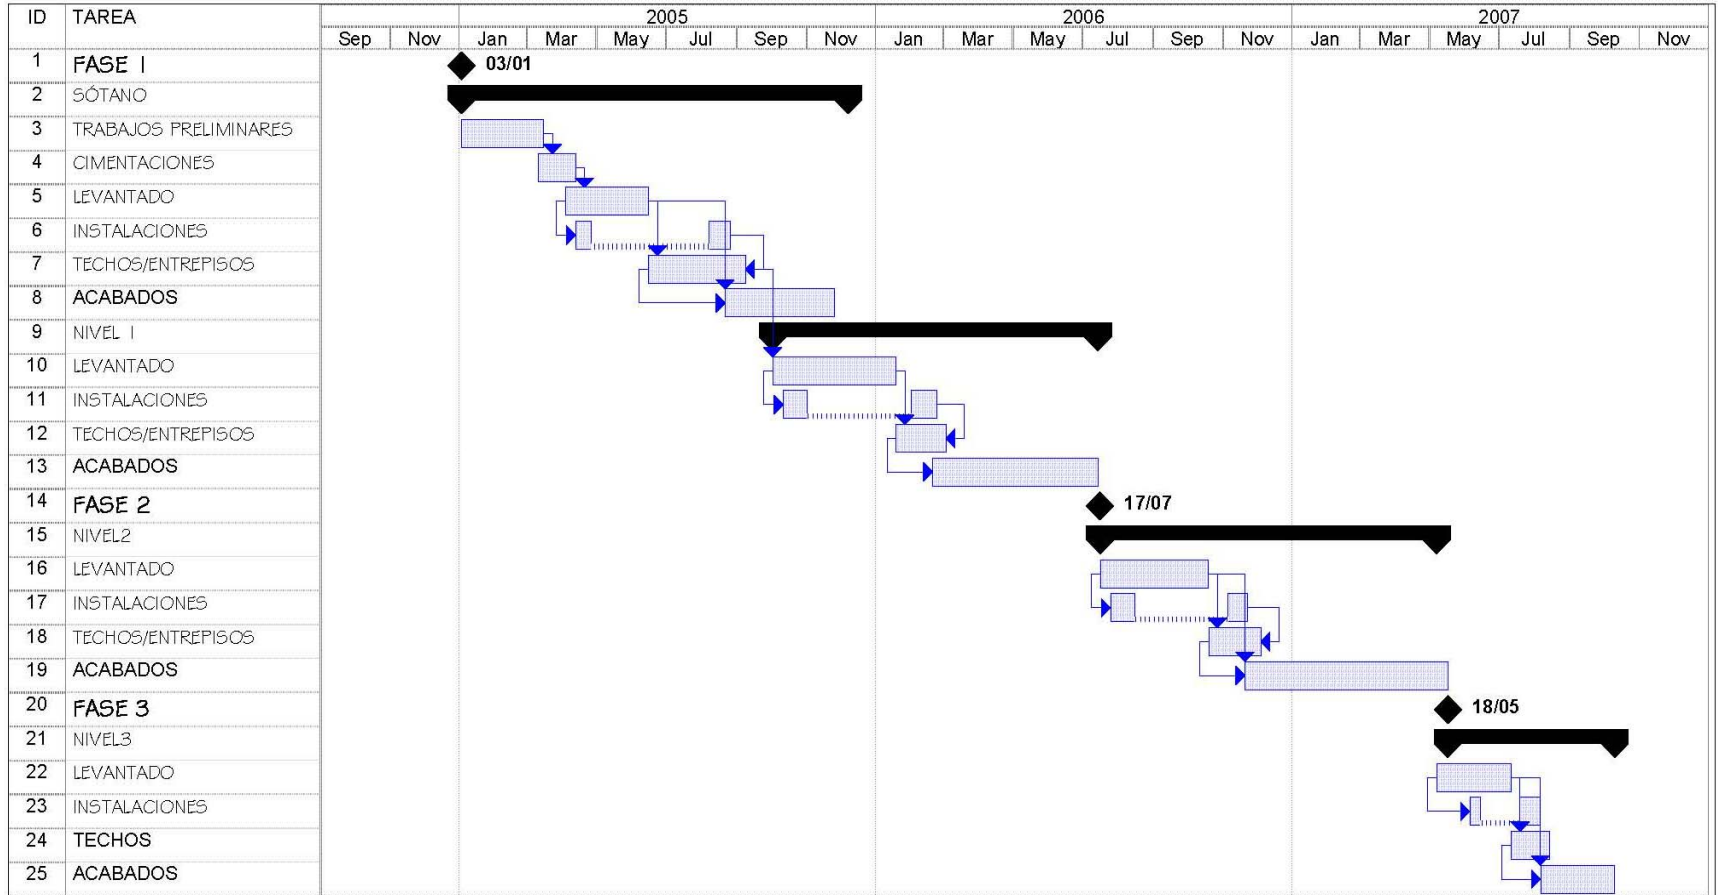 ID TAREA 2005 2006 2007
Sep Nov Jan Mar May Jul Sep Nov Jan Mar May Jul Sep Nov Jan Mar May Jul Sep Nov
1 FASE 1 03/01
2 SÓTANO
3 TRABAJOS PRELIMINARES
4 CIMENTACIONES
5 LEVANTADO
6 INSTALACIONES
7 TECHOS/ENTREPISOS
8 ACABADOS
9 NIVEL 1
10 LEVANTADO
11 INSTALACIONES
12 TECHOS/ENTREPISOS
13 ACABADOS
14 FASE 2 17/07
15 NIVEL2
16 LEVANTADO
17 INSTALACIONES
18 TECHOS/ENTREPISOS
19 ACABADOS
20 FASE 3 18/05
21 NIVEL3
22 LEVANTADO
23 INSTALACIONES
24 TECHOS
25 ACABADOS